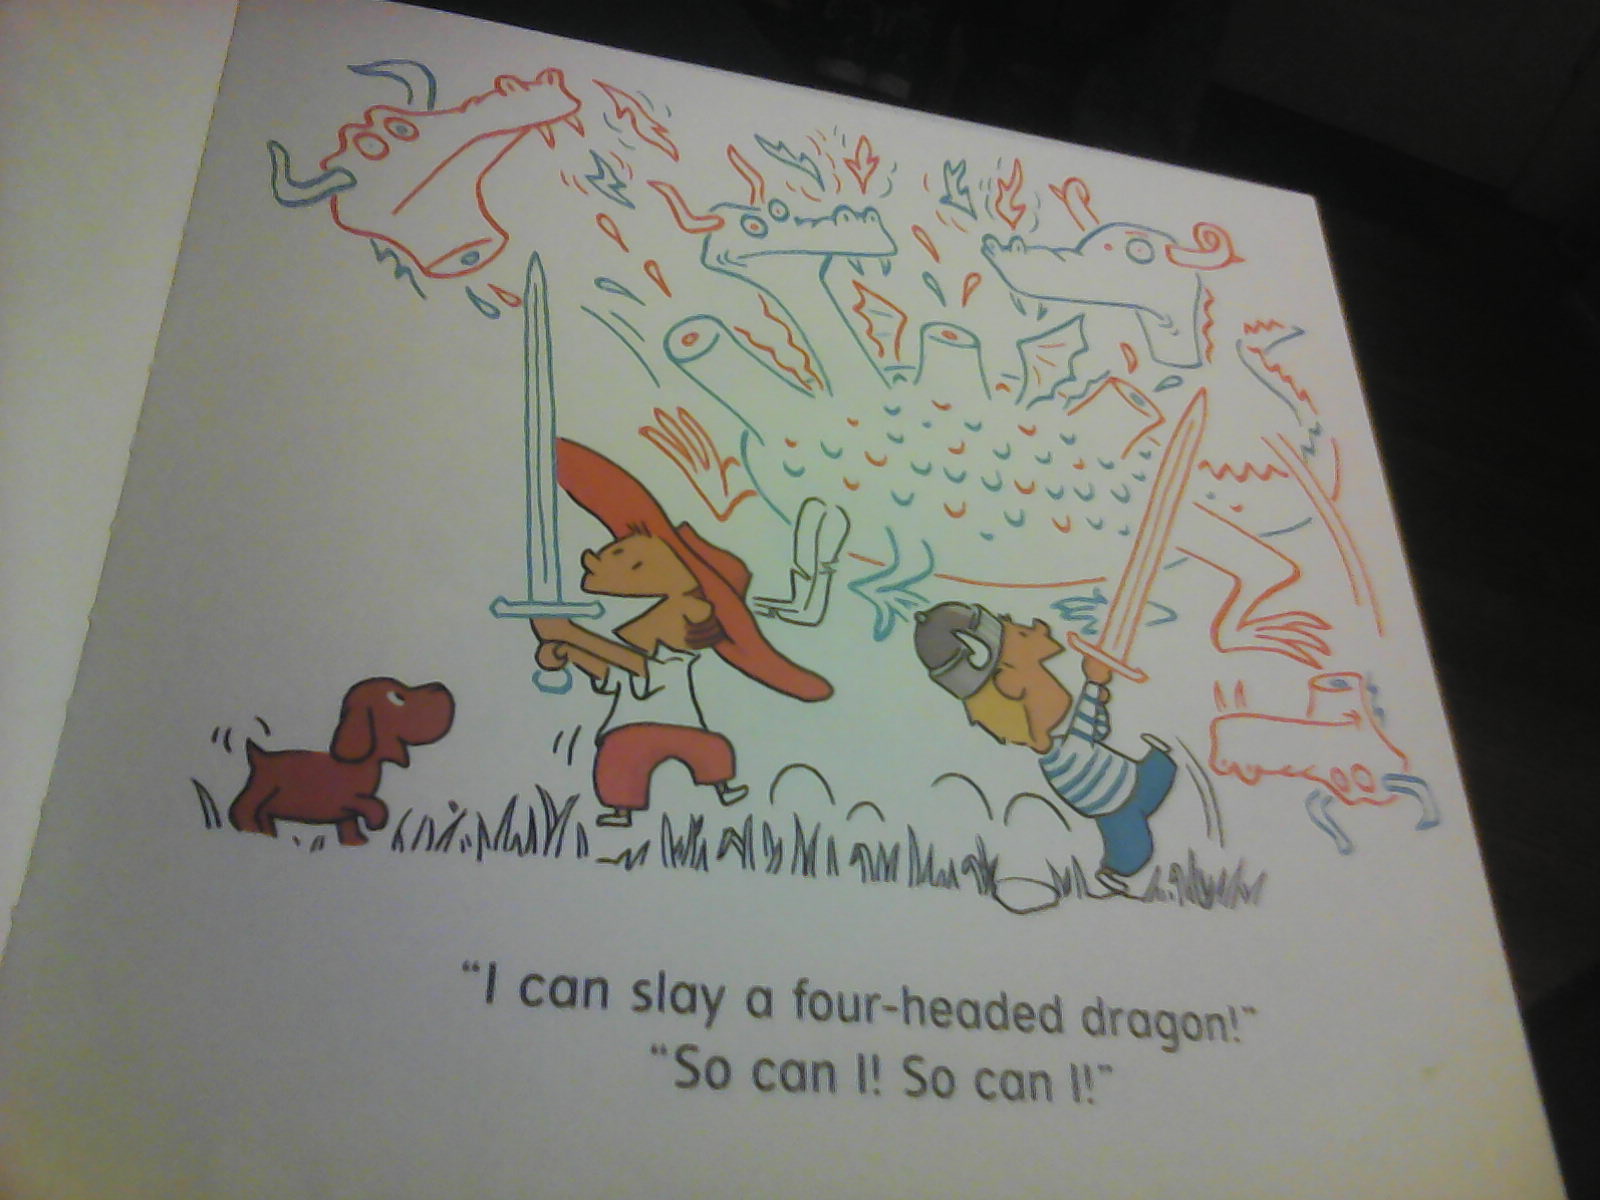 “I can slay a four-headed dragon!”
“So can I! So can I!”